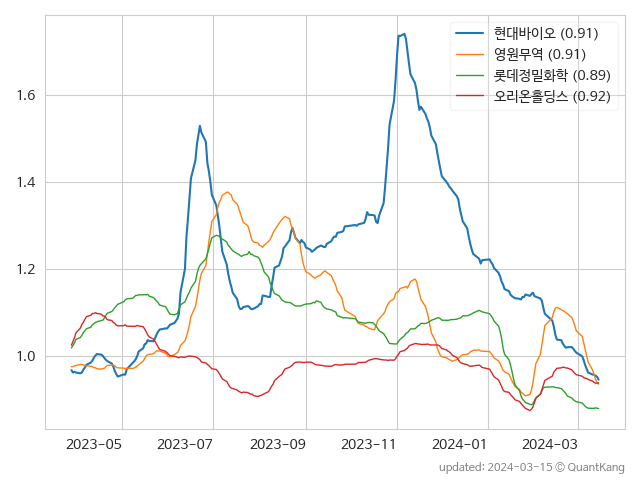 현대바이오 (0.91)
영원무역 (0.91)
롯데정밀화학 (0.89)
오리온홀딩스 (0.92)
1.6
1.4
1.2
1.0
2023-05 2023-07 2023-09 2023-11 2024-01 2024-03
updated: 2024-03-15 © QuantKang